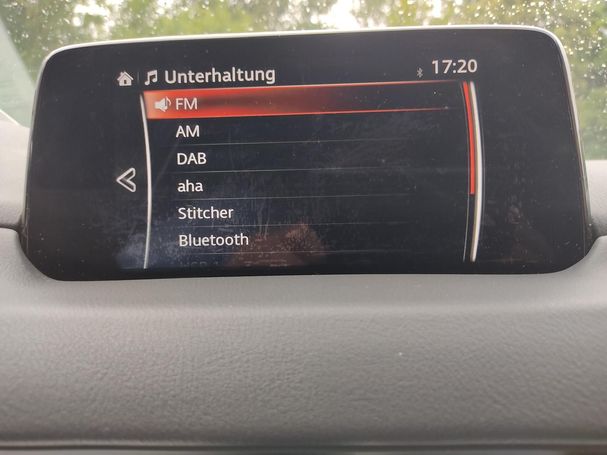 Unterhaltung
17:20
FM
AM
DAB
aha
Stitcher
Bluetooth